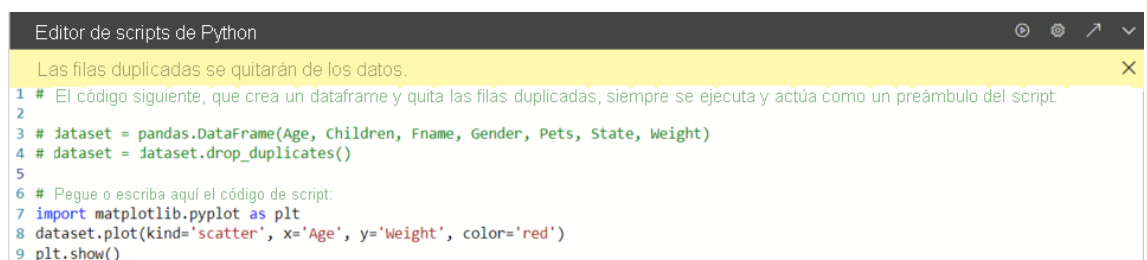 Editor de scripts de Python
Las filas duplicadas se quitarán de los datos.
1 # El código siguiente, que crea un dataframe y quita las filas duplicadas, siempre se ejecuta y actúa como un preámbulo del script:
2
3 # dataset = pandas.DataFrame(Age, Children, Fname, Gender, Pets, State, Weight)
4 # dataset = dataset.drop_duplicates()
5
6 # Pegue o escriba aquí el código de script:
7 import matplotlib.pyplot as plt
8 dataset.plot(kind='scatter', x='Age', y='Weight', color='red')
9 plt.show()